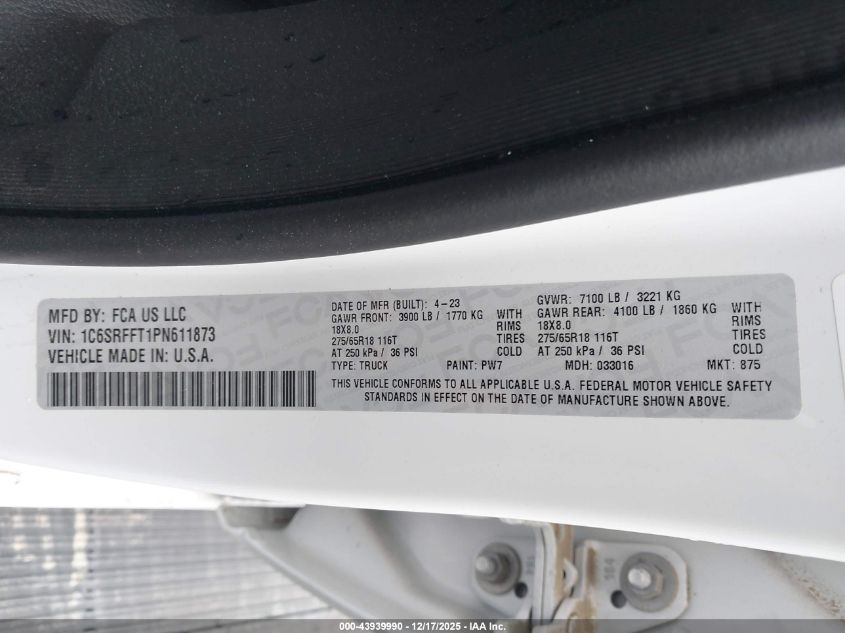 MFD BY: FCA US LLC
VIN: 1C6SRFFT1PN611873
VEHICLE MADE IN: U.S.A.
DATE OF MFR (BUILT): 4-23 GVWR: 7100 LB / 3221 KG
GAWR FRONT: 3900 LB / 1770 KG WITH GAWR REAR: 4100 LB / 1860 KG WITH
18X8.0 RIMS 18X8.0 RIMS
275/65R18 116T TIRES 275/65R18 116T TIRES
AT 250 kPa / 36 PSI COLD AT 250 kPa / 36 PSI COLD
TYPE: TRUCK PAINT: PW7 MDH: 033016 MKT: 875
THIS VEHICLE CONFORMS TO ALL APPLICABLE U.S.A. FEDERAL MOTOR VEHICLE SAFETY
STANDARDS IN EFFECT ON THE DATE OF MANUFACTURE SHOWN ABOVE.
000-43939990 - 12/17/2025 - IAA Inc.